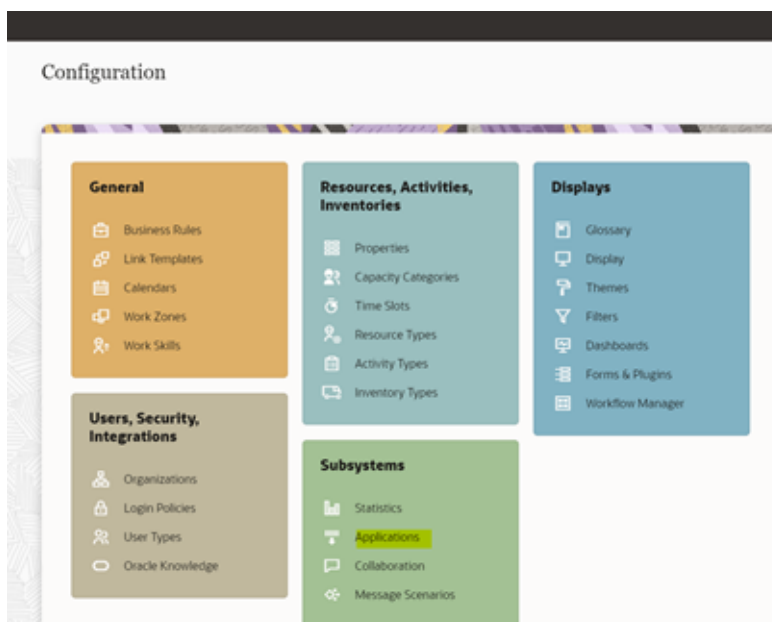 Configuration
General
Business Rules
Link Templates
Calendars
Work Zones
Work Skills
Resources, Activities,
Inventories
Properties
Capacity Categories
Time Slots
Resource Types
Activity Types
Inventory Types
Displays
Glossary
Display
Themes
Filters
Dashboards
Forms & Plugins
Workflow Manager
Users, Security,
Integrations
Organizations
Login Policies
User Types
Oracle Knowledge
Subsystems
Statistics
Applications
Collaboration
Message Scenarios